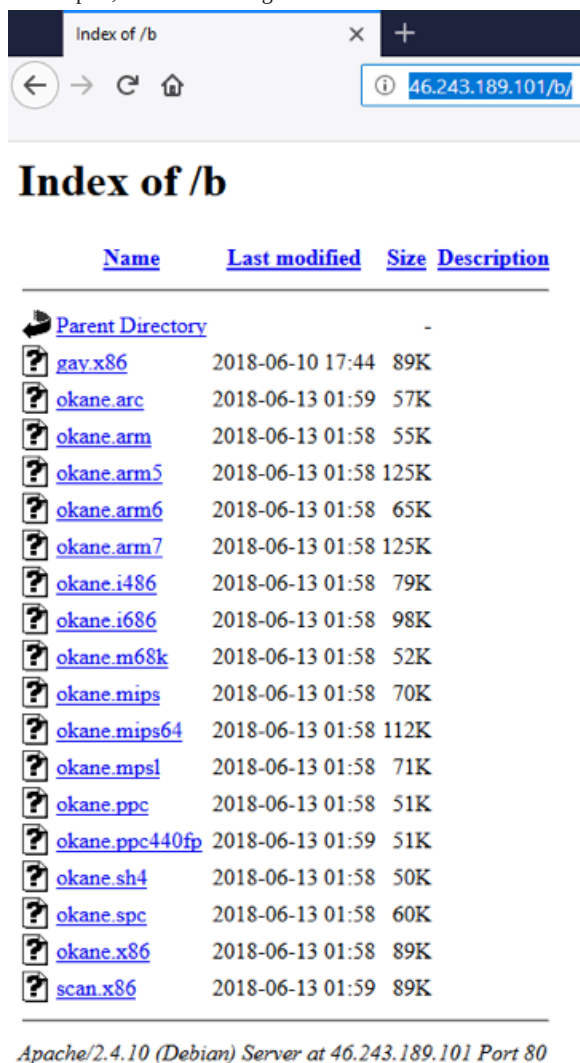 Index of /b
46.243.189.101/b/
Index of /b
Name Last modified Size Description
Parent Directory -
gay.x86 2018-06-10 17:44 89K
okane.arc 2018-06-13 01:59 57K
okane.arm 2018-06-13 01:58 55K
okane.arm5 2018-06-13 01:58 125K
okane.arm6 2018-06-13 01:58 65K
okane.arm7 2018-06-13 01:58 125K
okane.i486 2018-06-13 01:58 79K
okane.i686 2018-06-13 01:58 98K
okane.m68k 2018-06-13 01:58 52K
okane.mips 2018-06-13 01:58 70K
okane.mips64 2018-06-13 01:58 112K
okane.mpsl 2018-06-13 01:58 71K
okane.ppc 2018-06-13 01:58 51K
okane.ppc440fp 2018-06-13 01:59 51K
okane.sh4 2018-06-13 01:58 50K
okane.spc 2018-06-13 01:58 60K
okane.x86 2018-06-13 01:58 89K
scan.x86 2018-06-13 01:59 89K
Apache/2.4.10 (Debian) Server at 46.243.189.101 Port 80